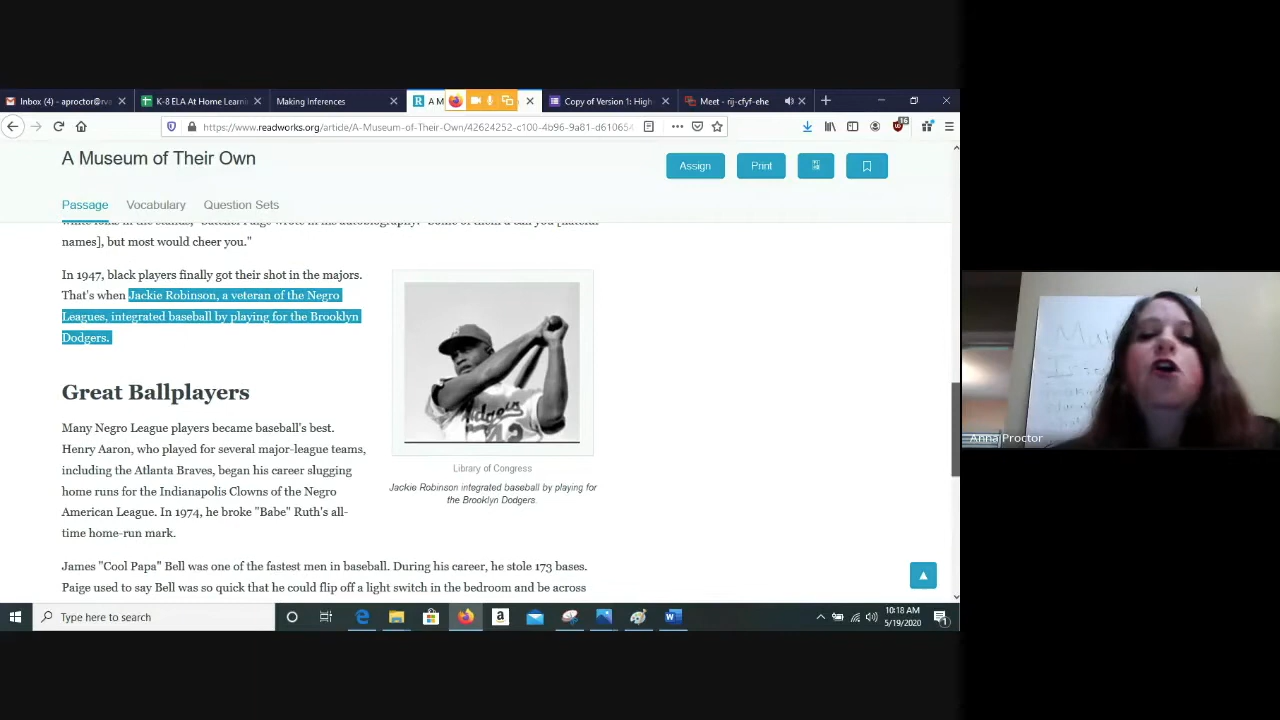 Inbox (4) - aproctor@rva
K-8 ELA At Home Learni
Making Inferences
A M
Copy of Version 1: High
Meet - rij-cfyf-ehe
https://www.readworks.org/article/A-Museum-of-Their-Own/42624252-c100-4b96-9a81-d61065
16
A Museum of Their Own
Assign
Print
Passage
Vocabulary
Question Sets
names], but most would cheer you."
In 1947, black players finally got their shot in the majors.
That's when Jackie Robinson, a veteran of the Negro
Leagues, integrated baseball by playing for the Brooklyn
Dodgers.
Great Ballplayers
Many Negro League players became baseball's best.
Henry Aaron, who played for several major-league teams,
including the Atlanta Braves, began his career slugging
home runs for the Indianapolis Clowns of the Negro
American League. In 1974, he broke "Babe" Ruth's all-
time home-run mark.
Dodgers
42
Library of Congress
Jackie Robinson integrated baseball by playing for
the Brooklyn Dodgers.
James "Cool Papa" Bell was one of the fastest men in baseball. During his career, he stole 173 bases.
Paige used to say Bell was so quick that he could flip off a light switch in the bedroom and be across
Type here to search
10:18 AM
5/19/2020
Anna Proctor